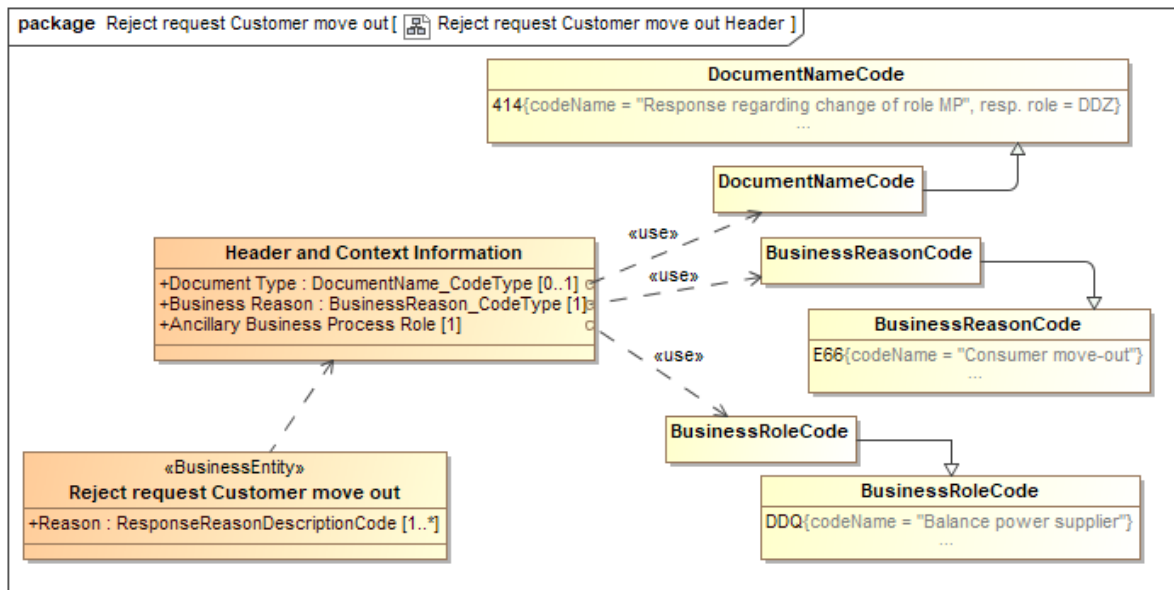 package Reject request Customer move out [ Reject request Customer move out Header ]
DocumentNameCode
414{codeName = "Response regarding change of role MP", resp. role = DDZ}
...
DocumentNameCode
«use»
Header and Context Information
+Document Type : DocumentName_CodeType [0..1]
+Business Reason : BusinessReason_CodeType [1]
+Ancillary Business Process Role [1]
«use»
BusinessReasonCode
BusinessReasonCode
E66{codeName = "Consumer move-out"}
...
«use»
BusinessRoleCode
«BusinessEntity»
Reject request Customer move out
+Reason : ResponseReasonDescriptionCode [1..*]
BusinessRoleCode
DDQ{codeName = "Balance power supplier"}
...